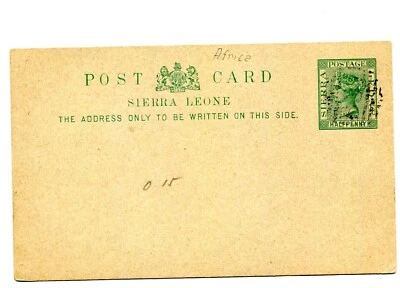 Africa
POST CARD
SIERRA LEONE
THE ADDRESS ONLY TO BE WRITTEN ON THIS SIDE.
SIERRA
POSTAGE
HALFPENNY
0 15